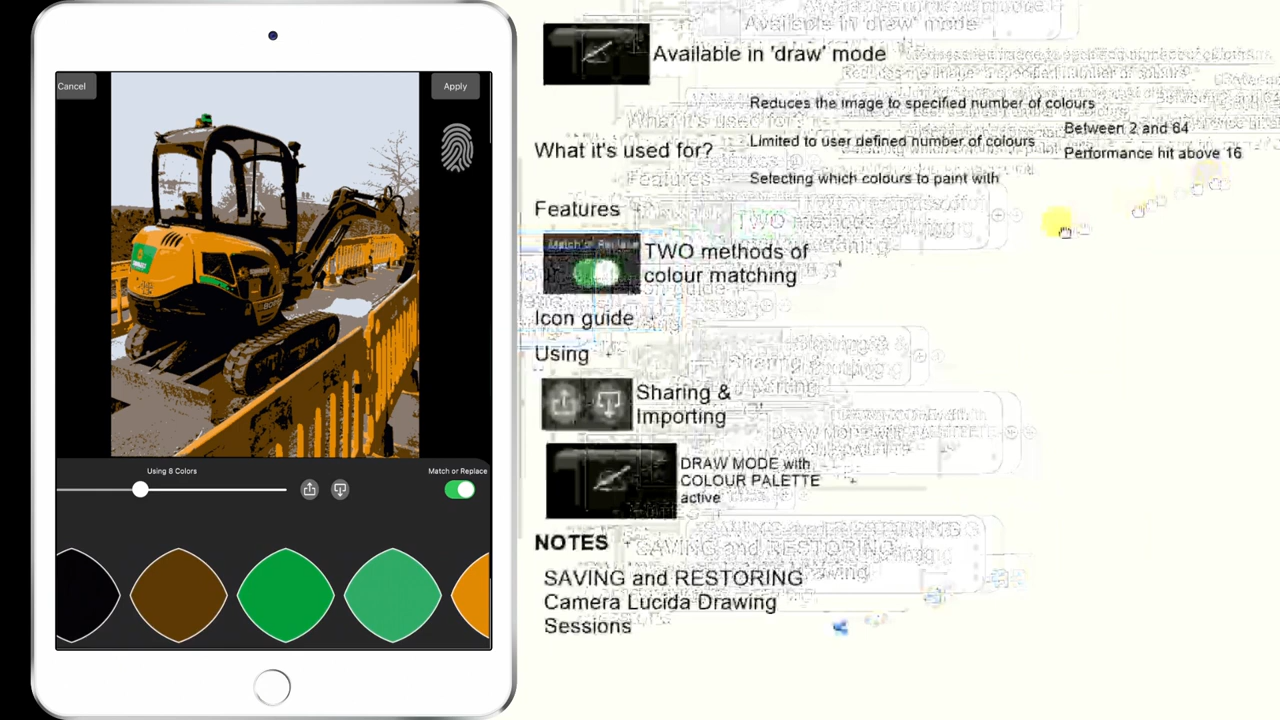 Cancel
Apply
Using 8 Colors
Match or Replace
Available in 'draw' mode
Reduces the image to specified number of colours
Between 2 and 64
What it's used for?
Limited to user defined number of colours
Performance hit above 16
Selecting which colours to paint with
Features
TWO methods of
colour matching
Icon guide
Using
Sharing &
Importing
DRAW MODE with
COLOUR PALETTE
active
NOTES
SAVING and RESTORING
Camera Lucida Drawing
Sessions